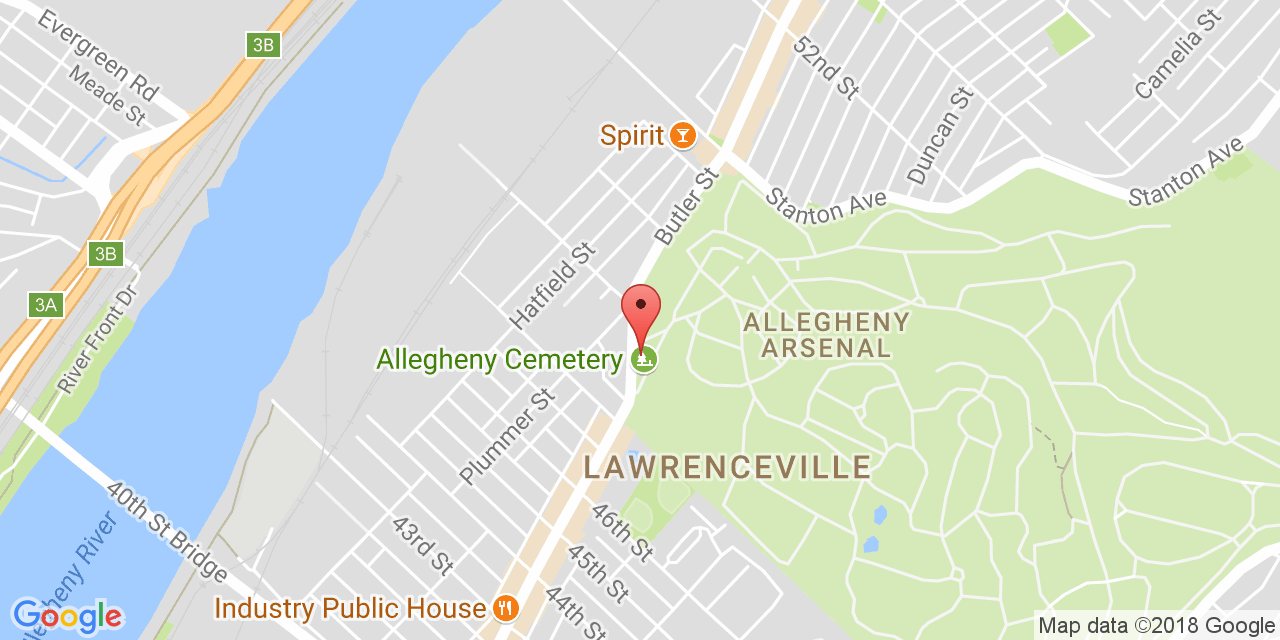 Evergreen Rd
Meade St
3B
52nd St
Camelia St
Spirit
Duncan St
Butler St
Stanton Ave
Stanton Ave
3B
3A
River Front Dr
Hatfield St
ALLEGHENY
ARSENAL
Allegheny Cemetery
Plummer St
LAWRENCEVILLE
40th St Bridge
43rd St
46th St
45th St
44th St
Allegheny River
Industry Public House
Google
Map data ©2018 Google